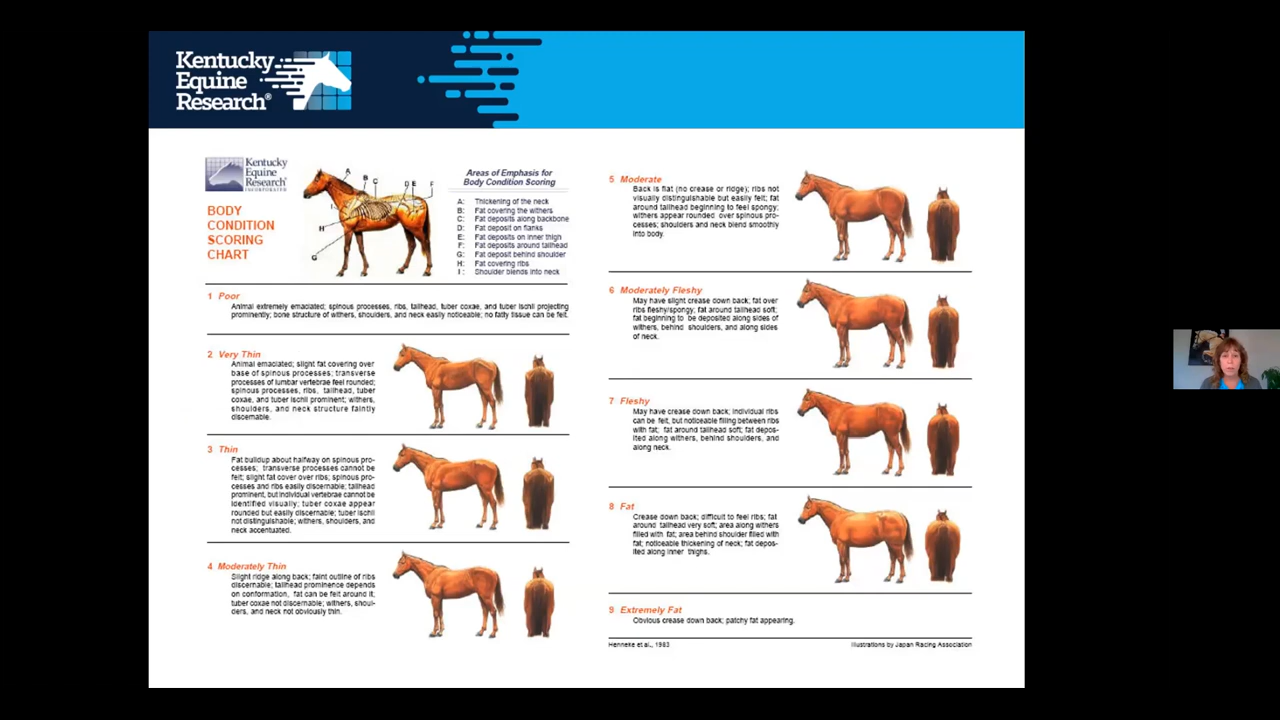 Kentucky
Equine
Research®
Kentucky
Equine
Research
INCORPORATED
BODY
CONDITION
SCORING
CHART
A
B
C
D E
F
I
H
G
Areas of Emphasis for
Body Condition Scoring
A: Thickening of the neck
B: Fat covering the withers
C: Fat deposits along backbone
D: Fat deposit on flanks
E: Fat deposits on inner thigh
F: Fat deposits around tailhead
G: Fat deposit behind shoulder
H: Fat covering ribs
I: Shoulder blends into neck
1 Poor
Animal extremely emaciated; spinous processes, ribs, tailhead, tuber coxae, and tuber ischii projecting
prominently; bone structure of withers, shoulders, and neck easily noticeable; no fatty tissue can be felt.
2 Very Thin
Animal emaciated; slight fat covering over
base of spinous processes; transverse
processes of lumbar vertebrae feel rounded;
spinous processes, ribs, tailhead, tuber
coxae, and tuber ischii prominent; withers,
shoulders, and neck structure faintly
discernable.
3 Thin
Fat buildup about halfway on spinous pro-
cesses; transverse processes cannot be
felt; slight fat cover over ribs; spinous pro-
cesses and ribs easily discernable; tailhead
prominent, but individual vertebrae cannot be
identified visually; tuber coxae appear
rounded but easily discernable; tuber ischii
not distinguishable; withers, shoulders, and
neck accentuated.
4 Moderately Thin
Slight ridge along back; faint outline of ribs
discernable; tailhead prominence depends
on conformation, fat can be felt around it;
tuber coxae not discernable; withers, shoul-
ders, and neck not obviously thin.
5 Moderate
Back is flat (no crease or ridge); ribs not
visually distinguishable but easily felt; fat
around tailhead beginning to feel spongy;
withers appear rounded over spinous pro-
cesses; shoulders and neck blend smoothly
into body.
6 Moderately Fleshy
May have slight crease down back; fat over
ribs fleshy/spongy; fat around tailhead soft;
fat beginning to be deposited along sides of
withers, behind shoulders, and along sides
of neck.
7 Fleshy
May have crease down back; individual ribs
can be felt, but noticeable filling between ribs
with fat; fat around tailhead soft; fat depos-
ited along withers, behind shoulders, and
along neck.
8 Fat
Crease down back; difficult to feel ribs; fat
around tailhead very soft; area along withers
filled with fat; area behind shoulder filled with
fat; noticeable thickening of neck; fat depos-
ited along inner thighs.
9 Extremely Fat
Obvious crease down back; patchy fat appearing.
Henneke et al., 1983
Illustrations by Japan Racing Association